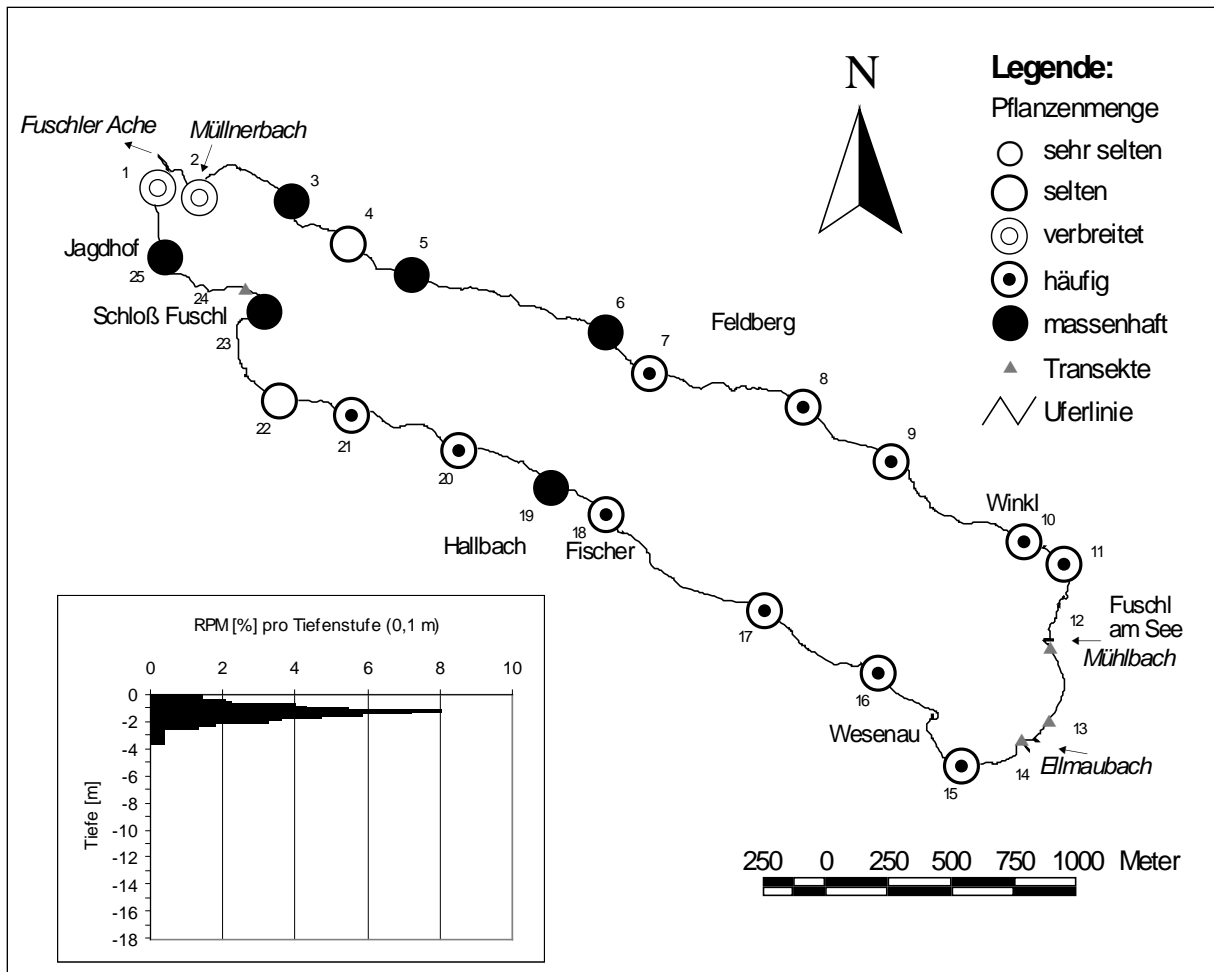 N
Legende:
Pflanzenmenge
sehr selten
selten
verbreitet
häufig
massenhaft
Transekte
Uferlinie
Fuschler Ache
Müllnerbach
1
2
3
4
5
6
7
8
9
10
11
12
13
14
15
16
17
18
19
20
21
22
23
24
25
Jagdhof
Schloß Fuschl
Feldberg
Winkl
Fuschl
am See
Mühlbach
Ellmaubach
Wesenau
Fischer
Hallbach
RPM [%] pro Tiefenstufe (0,1 m)
0 2 4 6 8 10
Tiefe [m]
0
-2
-4
-6
-8
-10
-12
-14
-16
-18
250 0 250 500 750 1000 Meter